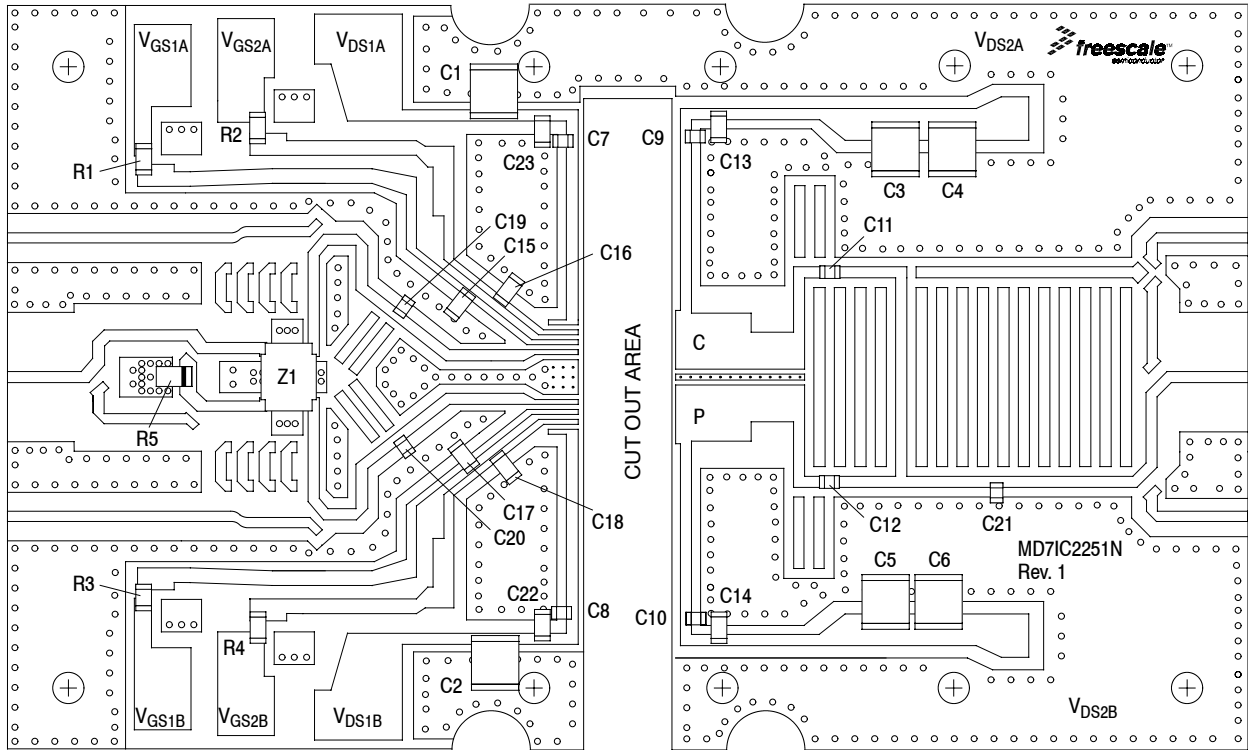 VGS1A
VGS2A
VDS1A
VDS2A
freescale™
semiconductor
C1
R2
R1
C23
C7
C9
C13
C3
C4
C19
C15
C16
C11
Z1
R5
CUT OUT AREA
C
P
C17
C20
C18
C12
C21
MD7IC2251N
Rev. 1
R3
R4
C22
C8
C10
C14
C5
C6
C2
VGS1B
VGS2B
VDS1B
VDS2B